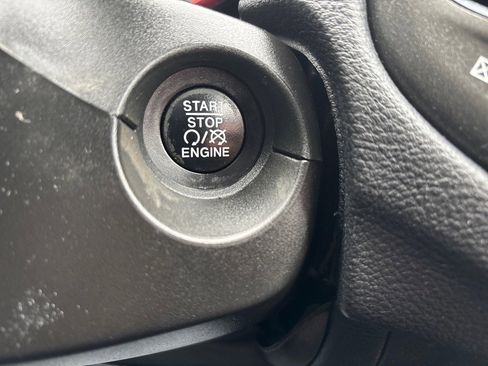 START
STOP
/
ENGINE